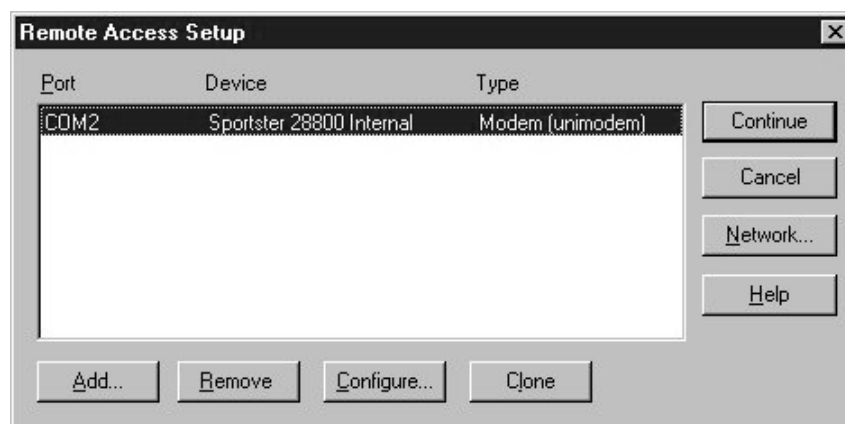 Remote Access Setup
Port Device Type
COM2 Sportster 28800 Internal Modem (unimodem)
Continue
Cancel
Network...
Help
Add... Remove Configure... Clone